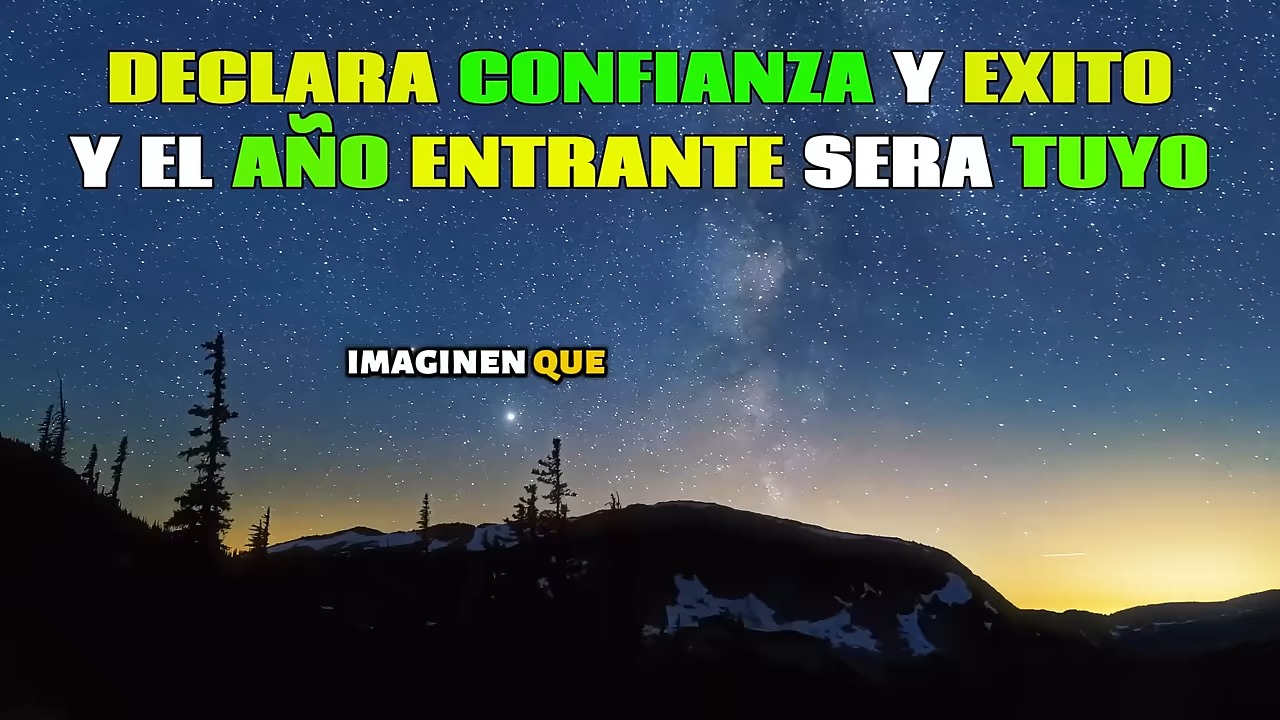 DECLARA CONFIANZA Y EXITO
Y EL AÑO ENTRANTE SERA TUYO
IMAGINEN QUE